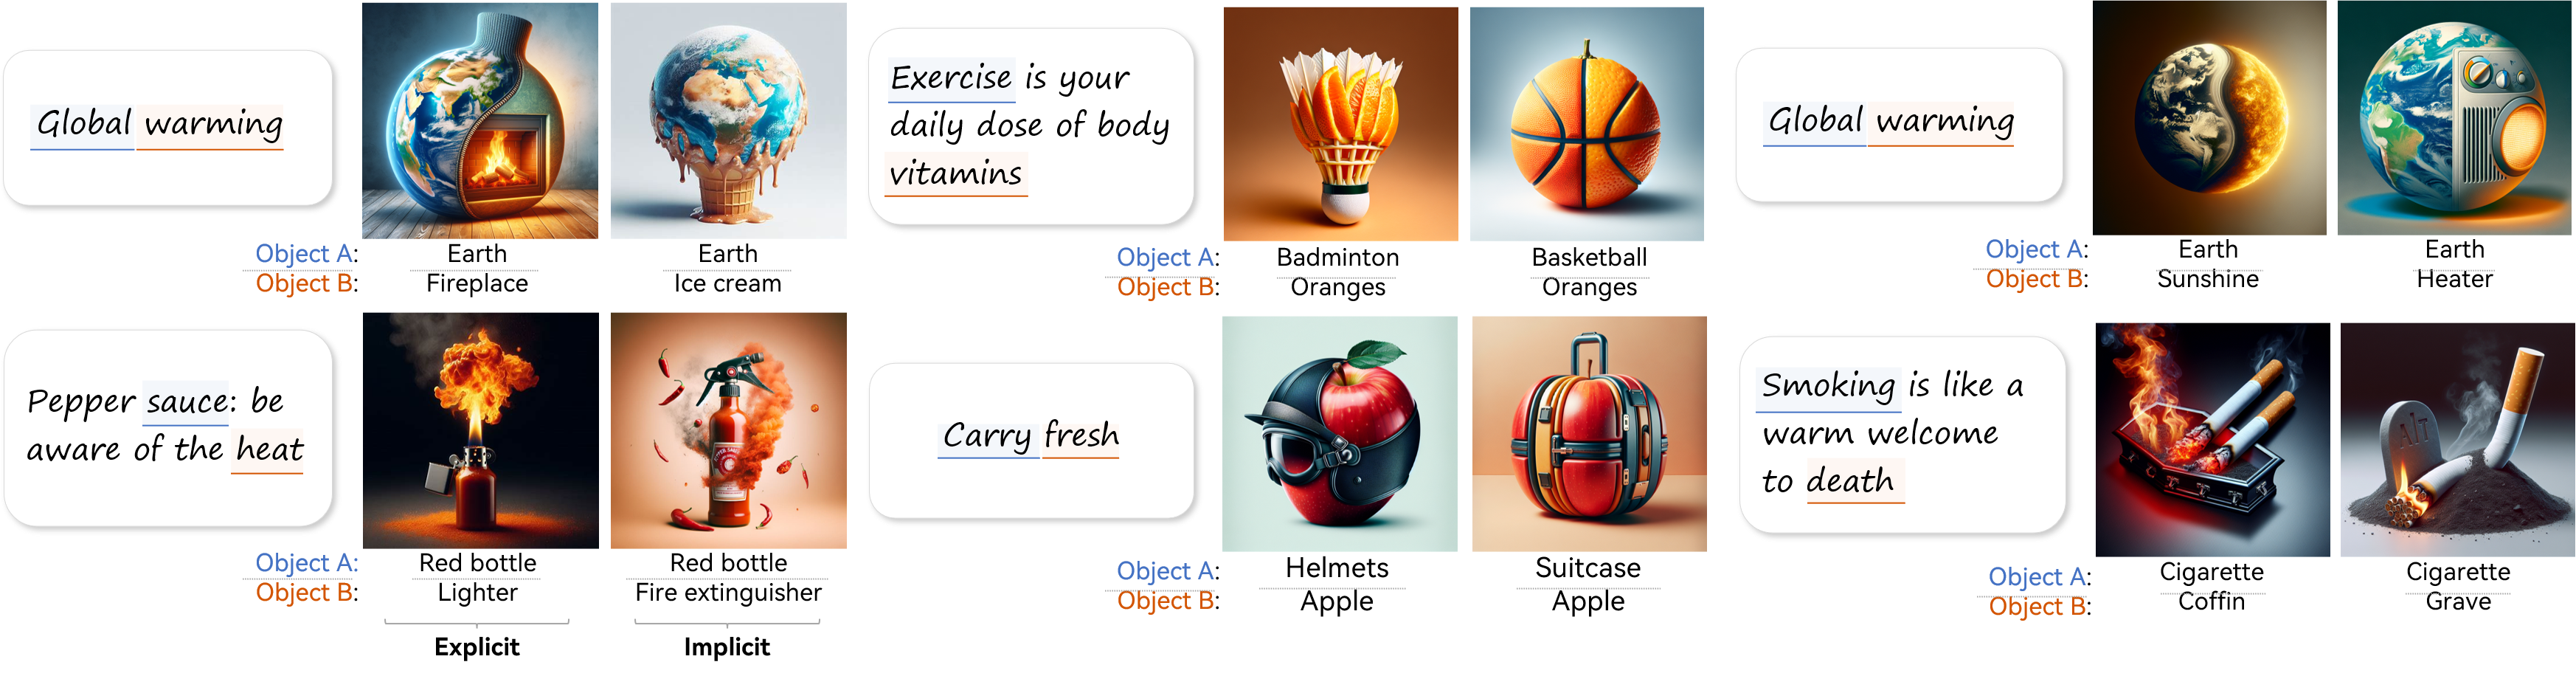 Global warming
Object A:
Object B:
Earth
Fireplace
Earth
Ice cream
Exercise is your
daily dose of body
vitamins
Object A:
Object B:
Badminton
Oranges
Basketball
Oranges
Global warming
Object A:
Object B:
Earth
Sunshine
Earth
Heater
Pepper sauce: be
aware of the heat
Object A:
Object B:
Red bottle
Lighter
Red bottle
Fire extinguisher
Explicit
Implicit
Carry fresh
Object A:
Object B:
Helmets
Apple
Suitcase
Apple
Smoking is like a
warm welcome
to death
Object A:
Object B:
Cigarette
Coffin
Cigarette
Grave